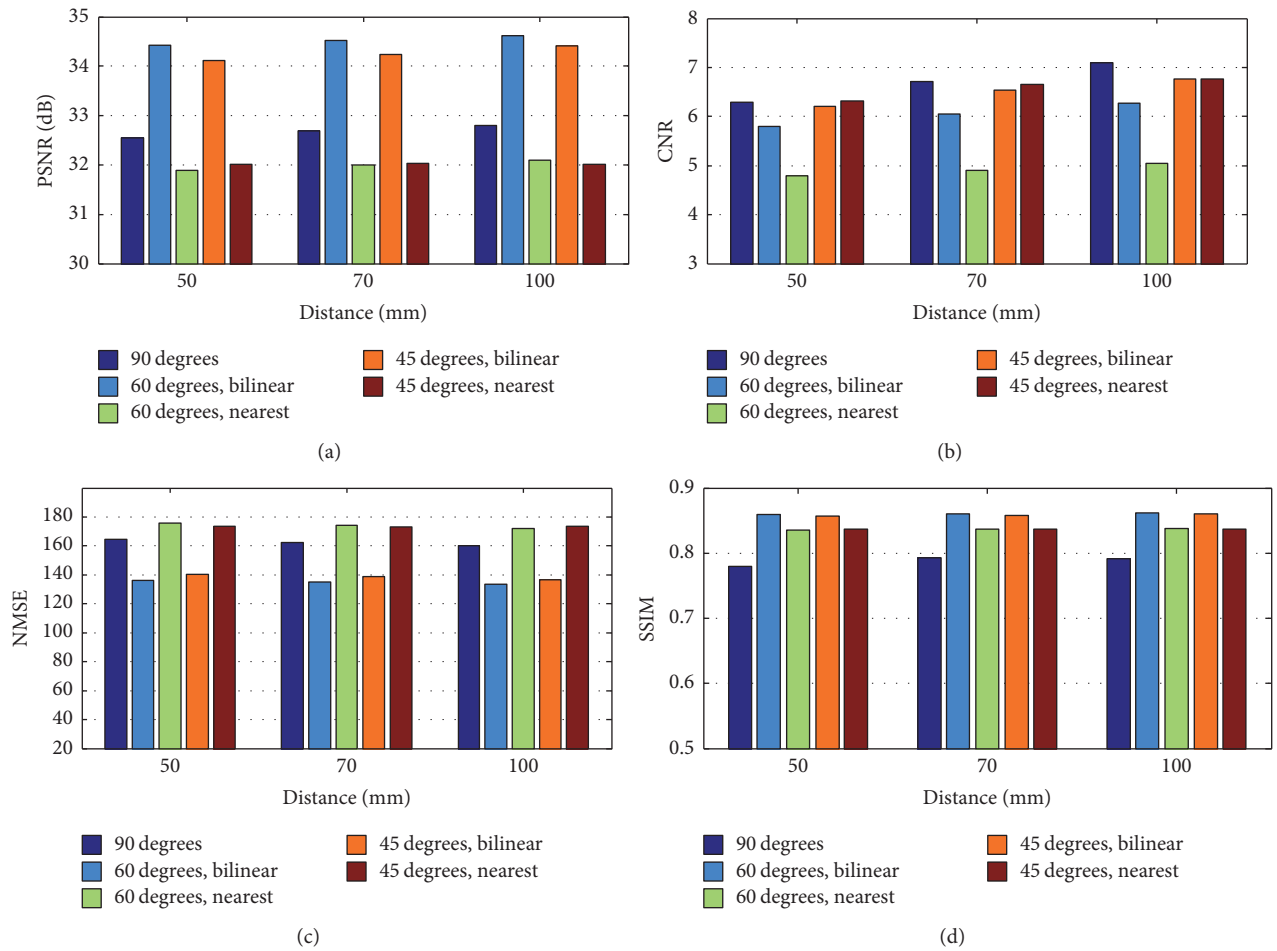 35
34
33
32
31
30
PSNR (dB)
50
70
100
Distance (mm)
90 degrees
60 degrees, bilinear
60 degrees, nearest
45 degrees, bilinear
45 degrees, nearest
(a)
8
7
6
5
4
3
CNR
50
70
100
Distance (mm)
90 degrees
60 degrees, bilinear
60 degrees, nearest
45 degrees, bilinear
45 degrees, nearest
(b)
180
160
140
120
100
80
60
40
20
NMSE
50
70
100
Distance (mm)
90 degrees
60 degrees, bilinear
60 degrees, nearest
45 degrees, bilinear
45 degrees, nearest
(c)
0.9
0.8
0.7
0.6
0.5
SSIM
50
70
100
Distance (mm)
90 degrees
60 degrees, bilinear
60 degrees, nearest
45 degrees, bilinear
45 degrees, nearest
(d)